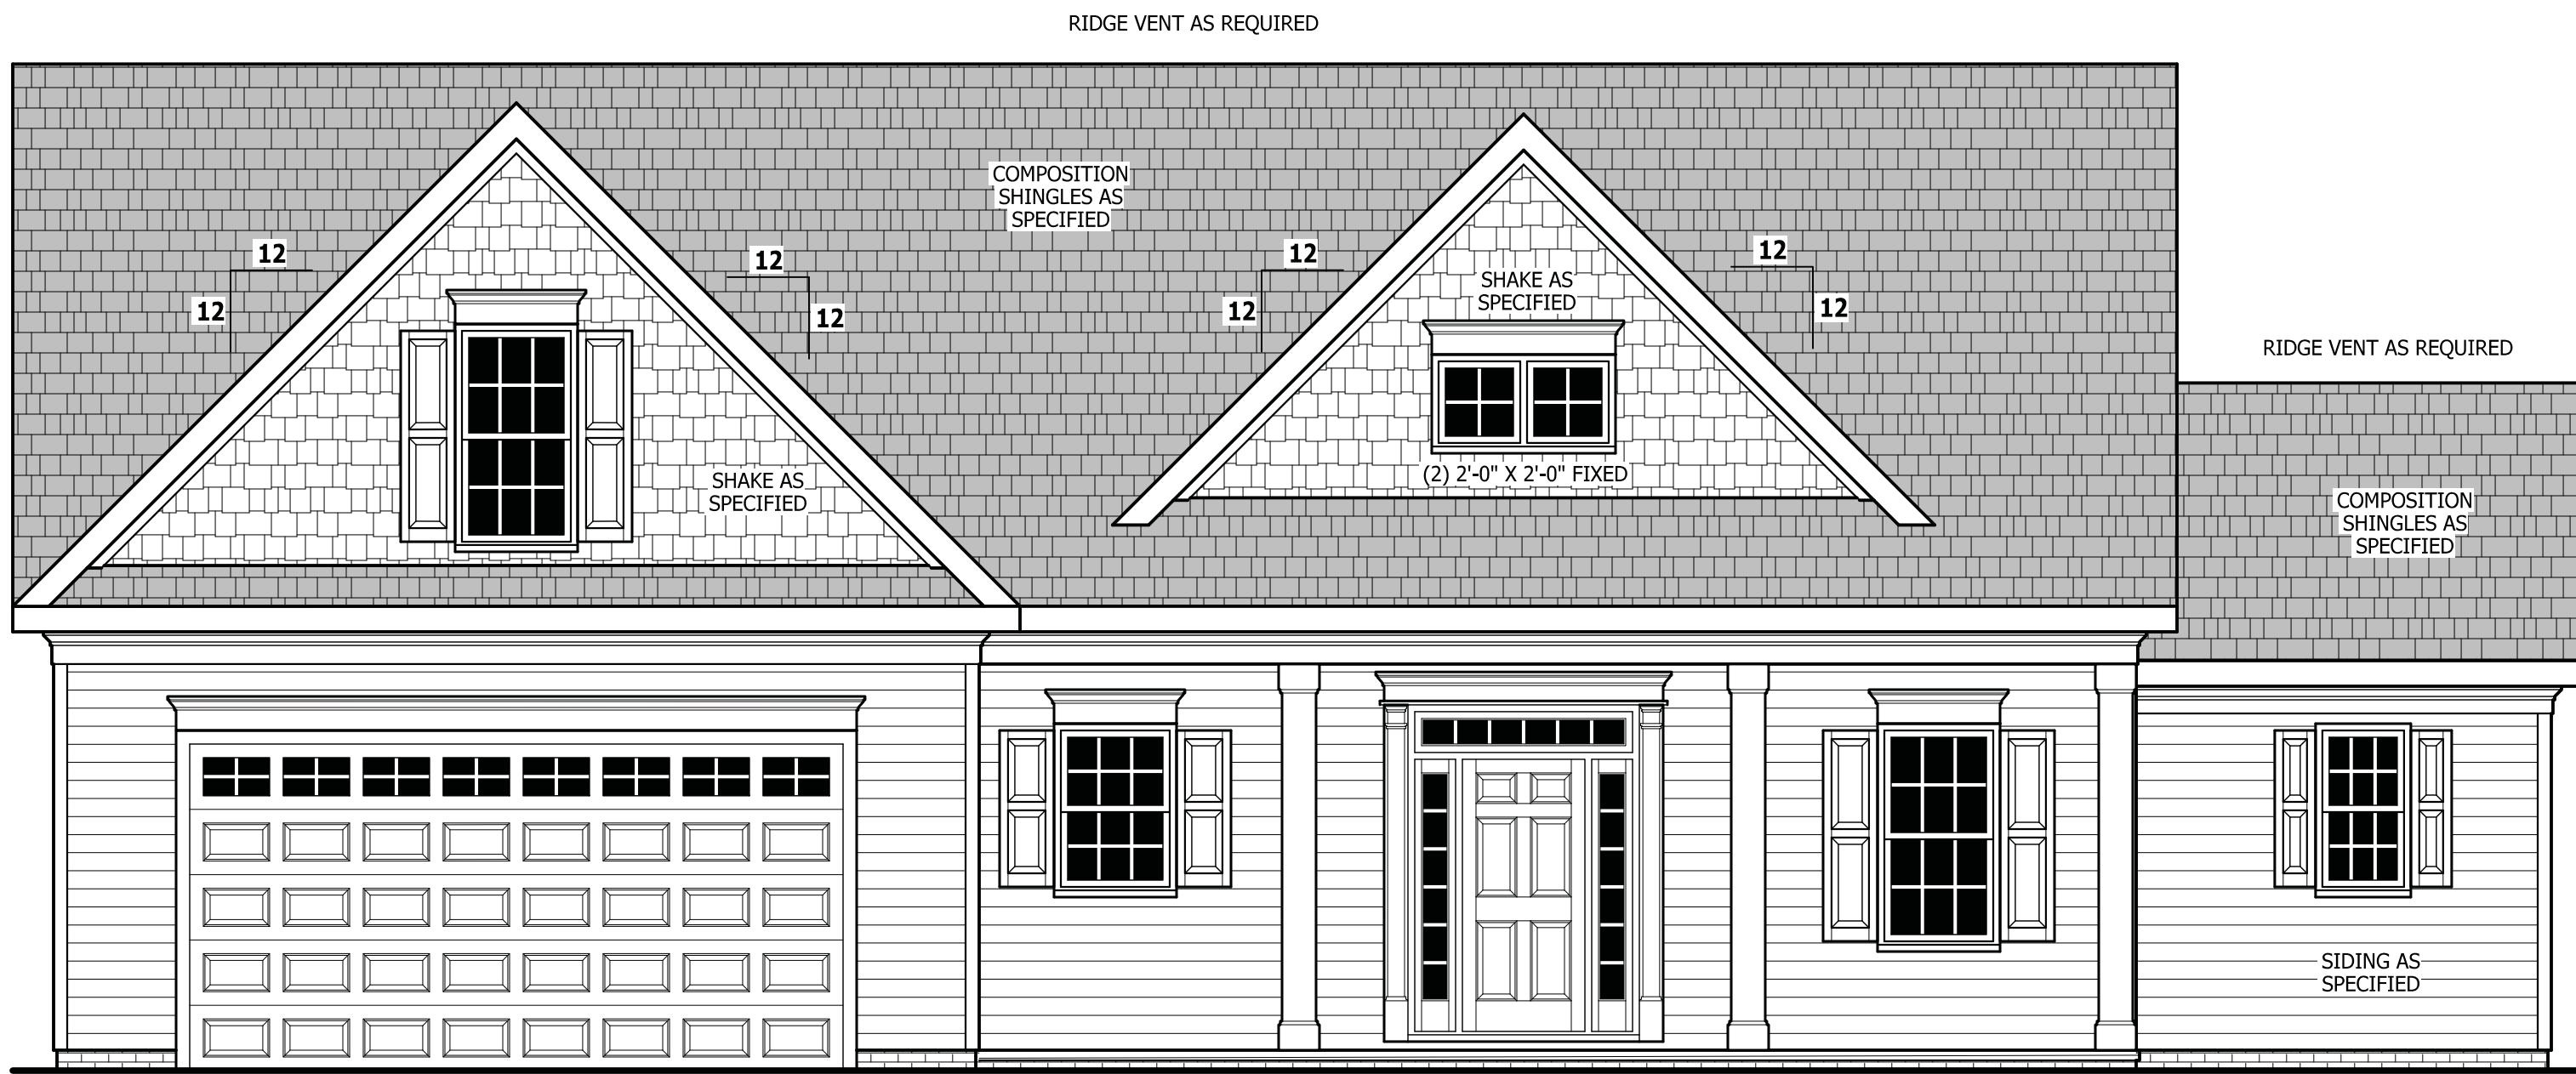 RIDGE VENT AS REQUIRED
COMPOSITION
SHINGLES AS
SPECIFIED
12
12
12
12
12
12
12
12
SHAKE AS
SPECIFIED
RIDGE VENT AS REQUIRED
(2) 2'-0" X 2'-0" FIXED
SHAKE AS
SPECIFIED
COMPOSITION
SHINGLES AS
SPECIFIED
SIDING AS
SPECIFIED